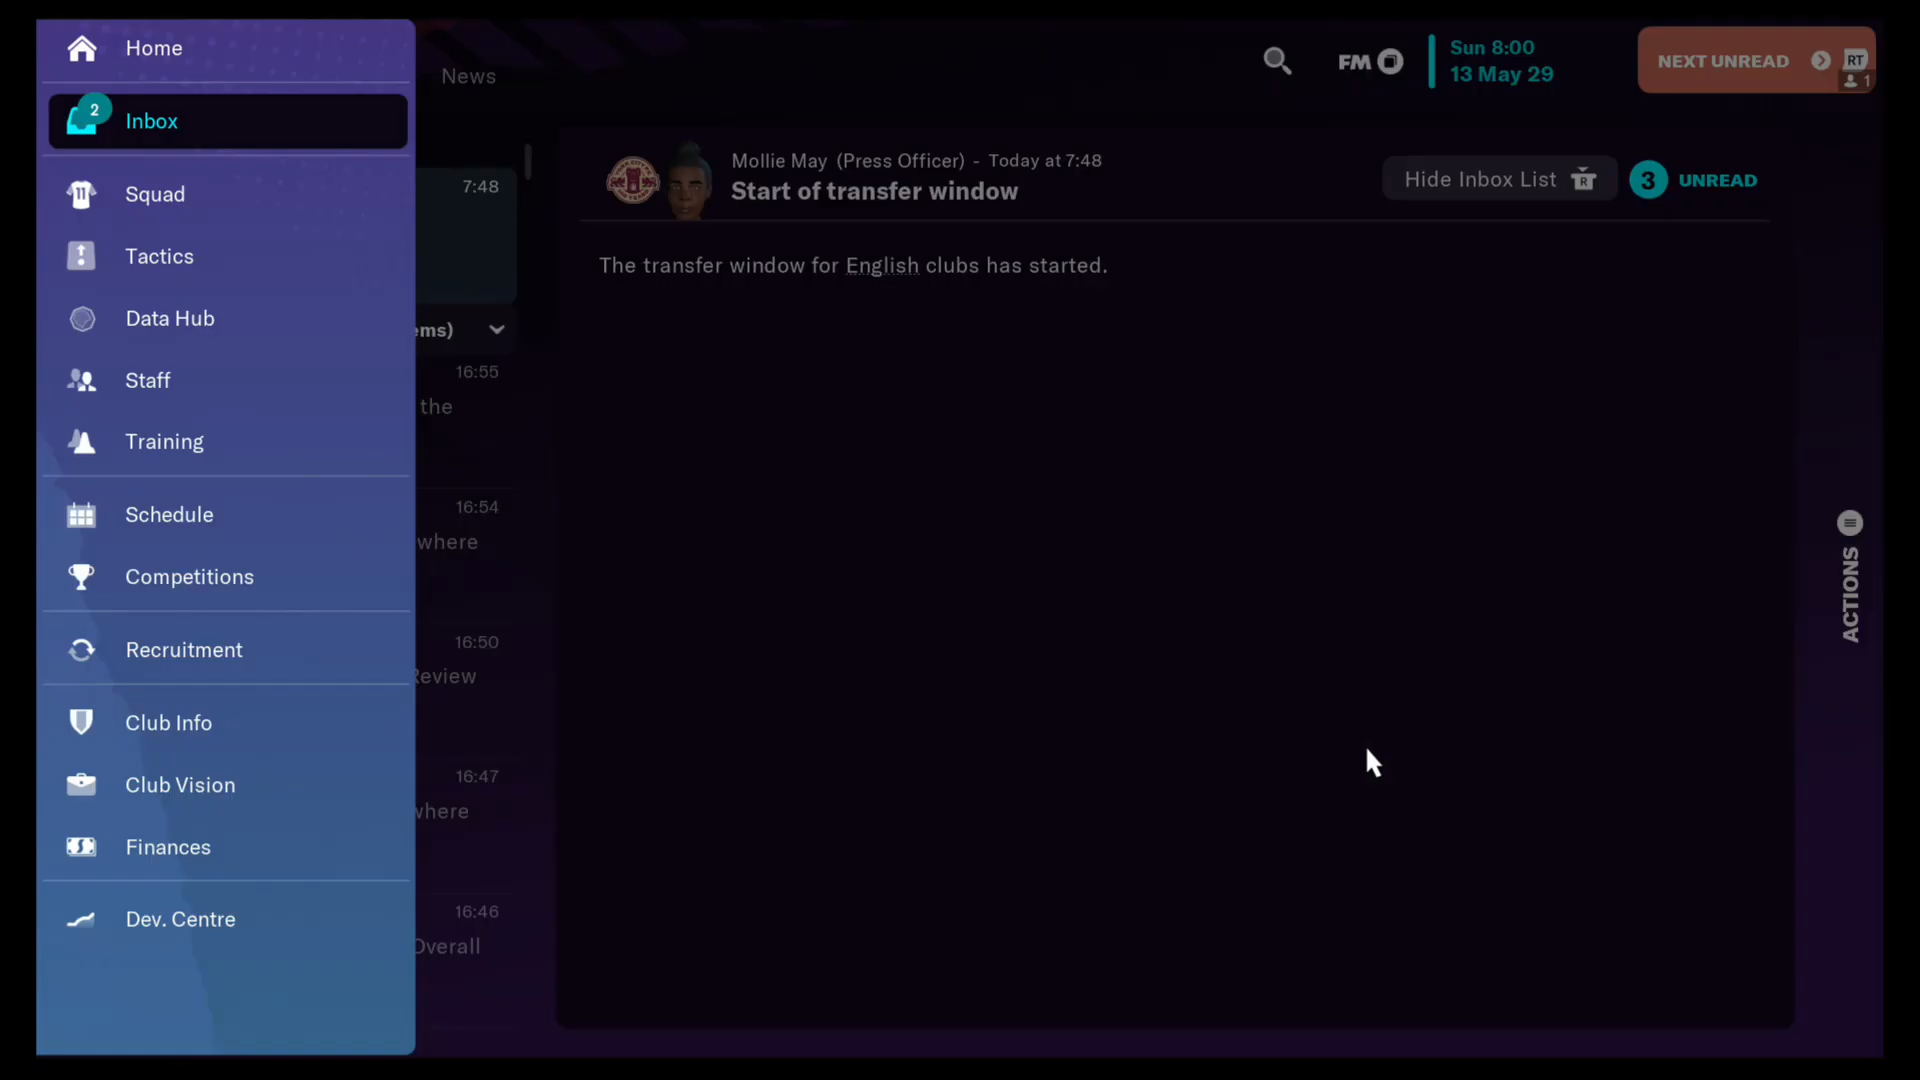 Home
2
Inbox
Squad
Tactics
Data Hub
Staff
Training
Schedule
Competitions
Recruitment
Club Info
Club Vision
Finances
Dev. Centre
News
7:48
ems)
16:55
the
16:54
where
16:50
Review
16:47
where
16:46
Overall
FM
Sun 8:00
13 May 29
NEXT UNREAD
RT
1
Mollie May (Press Officer) - Today at 7:48
Start of transfer window
Hide Inbox List
R
3 UNREAD
The transfer window for English clubs has started.
ACTIONS